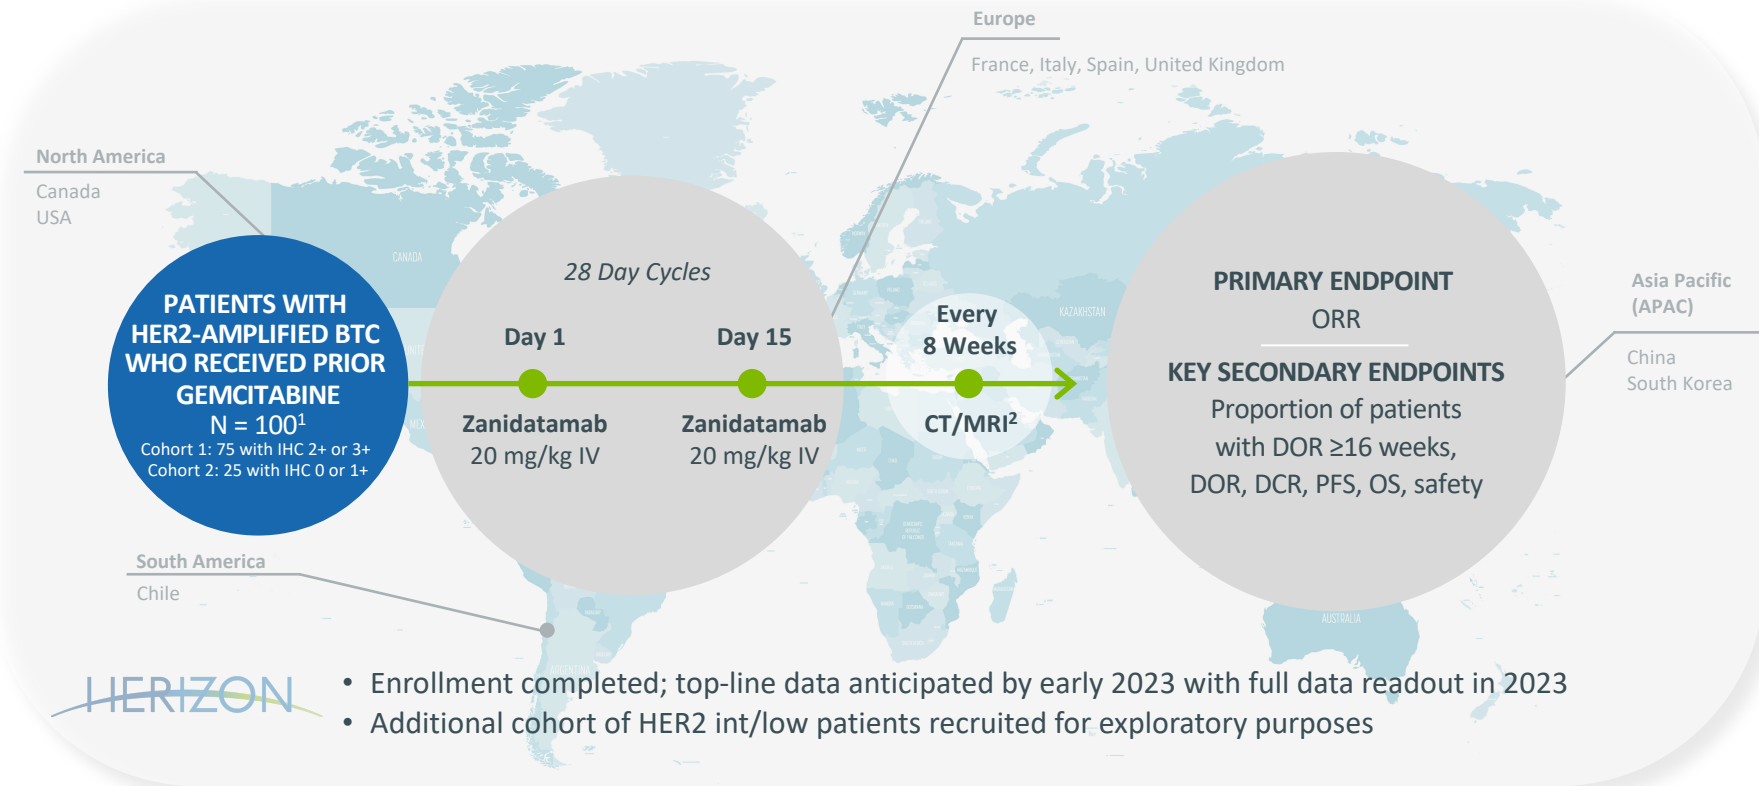 Europe
France, Italy, Spain, United Kingdom
North America
Canada
USA
CANADA
PATIENTS WITH
HER2-AMPLIFIED BTC
WHO RECEIVED PRIOR
GEMCITABINE
N = 100¹
Cohort 1: 75 with IHC 2+ or 3+
Cohort 2: 25 with IHC 0 or 1+
28 Day Cycles
Day 1
Zanidatamab
20 mg/kg IV
Day 15
Zanidatamab
20 mg/kg IV
Every
8 Weeks
CT/MRI²
KAZAKHSTAN
PRIMARY ENDPOINT
ORR
KEY SECONDARY ENDPOINTS
Proportion of patients
with DOR ≥16 weeks,
DOR, DCR, PFS, OS, safety
Asia Pacific
(APAC)
China
South Korea
South America
Chile
AUSTRALIA
ARGENTINA
HERIZON
• Enrollment completed; top-line data anticipated by early 2023 with full data readout in 2023
• Additional cohort of HER2 int/low patients recruited for exploratory purposes